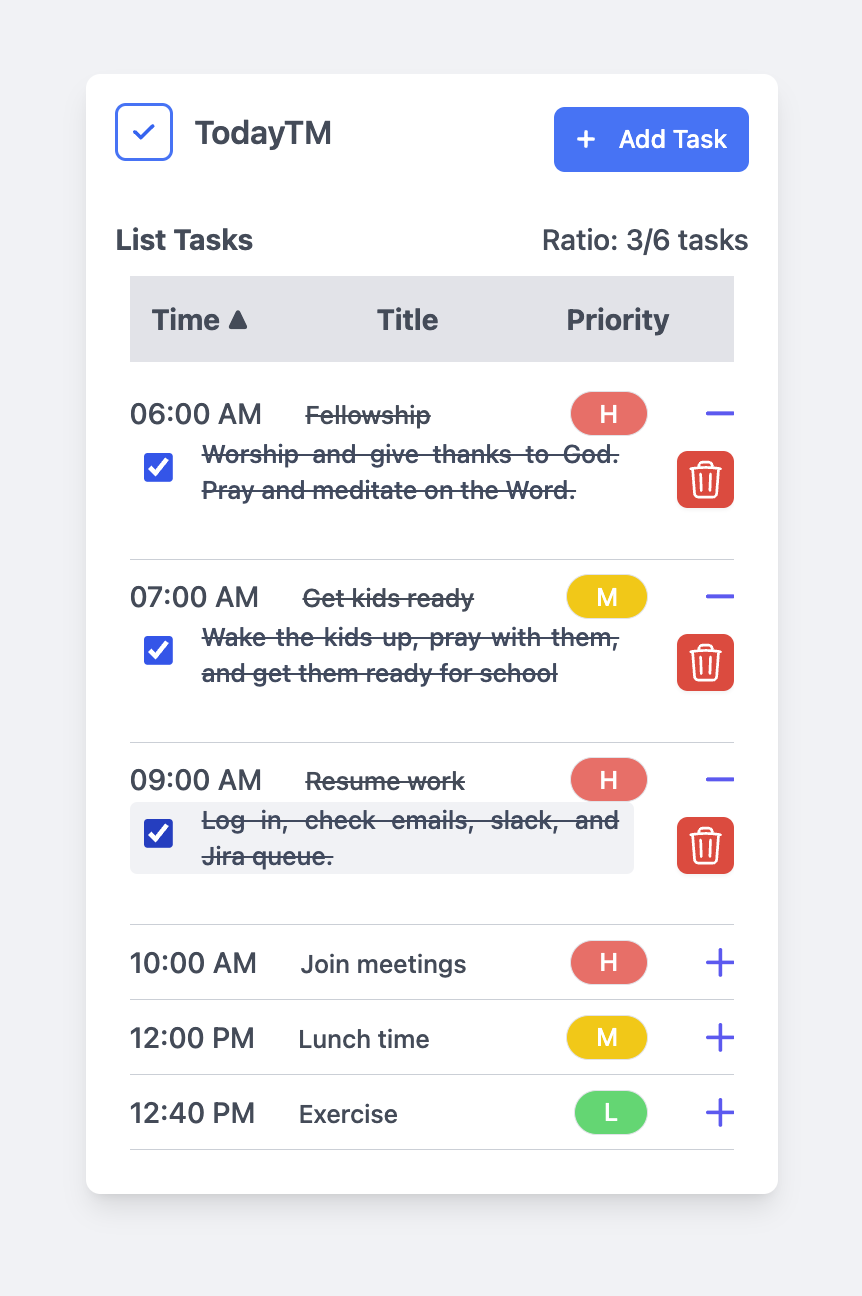 TodayTM
+ Add Task
List Tasks
Ratio: 3/6 tasks
Time ▲ Title Priority
06:00 AM Fellowship H
Worship and give thanks to God.
Pray and meditate on the Word.
07:00 AM Get kids ready M
Wake the kids up, pray with them,
and get them ready for school
09:00 AM Resume work H
Log in, check emails, slack, and
Jira queue.
10:00 AM Join meetings H
12:00 PM Lunch time M
12:40 PM Exercise L